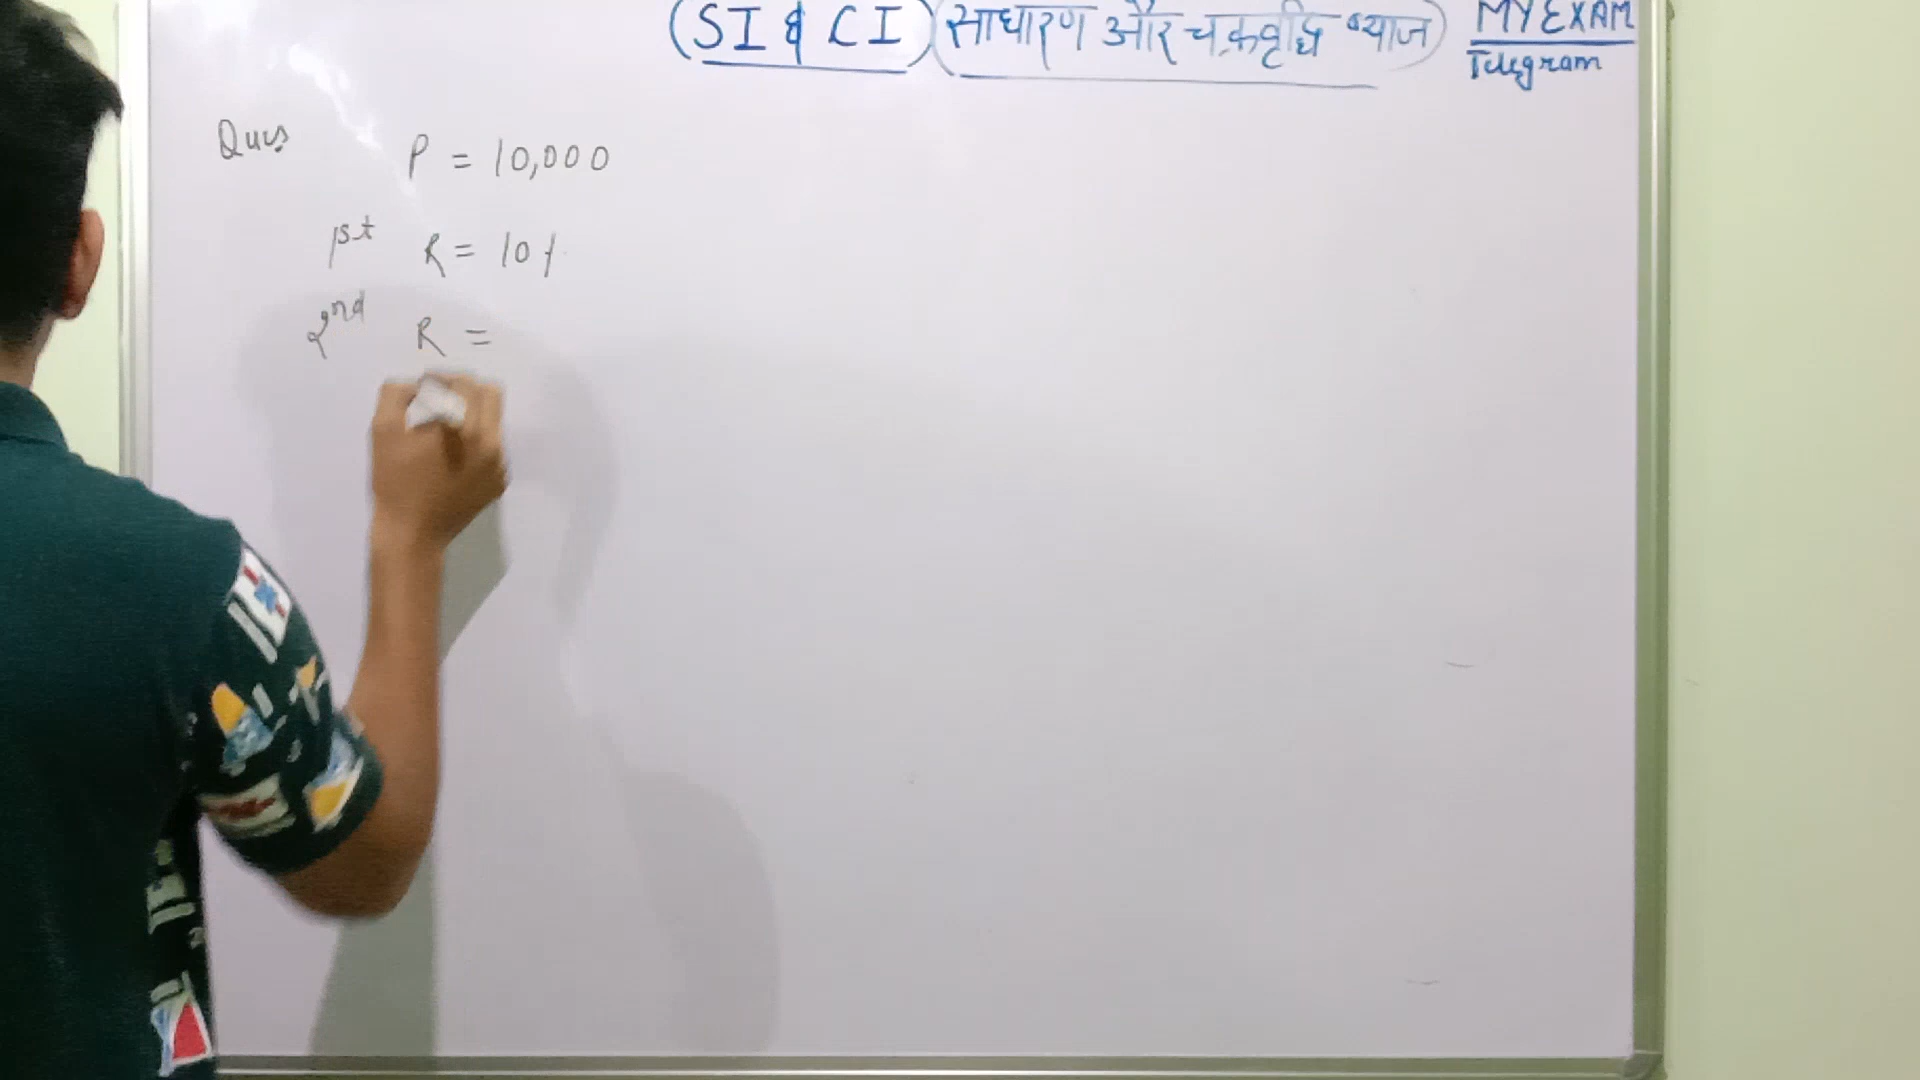 (SI & CI) (साधारण और चक्रवृद्धि ब्याज)
MY EXAM
Telegram
Ques P = 10,000
1st R = 10%
2nd R =